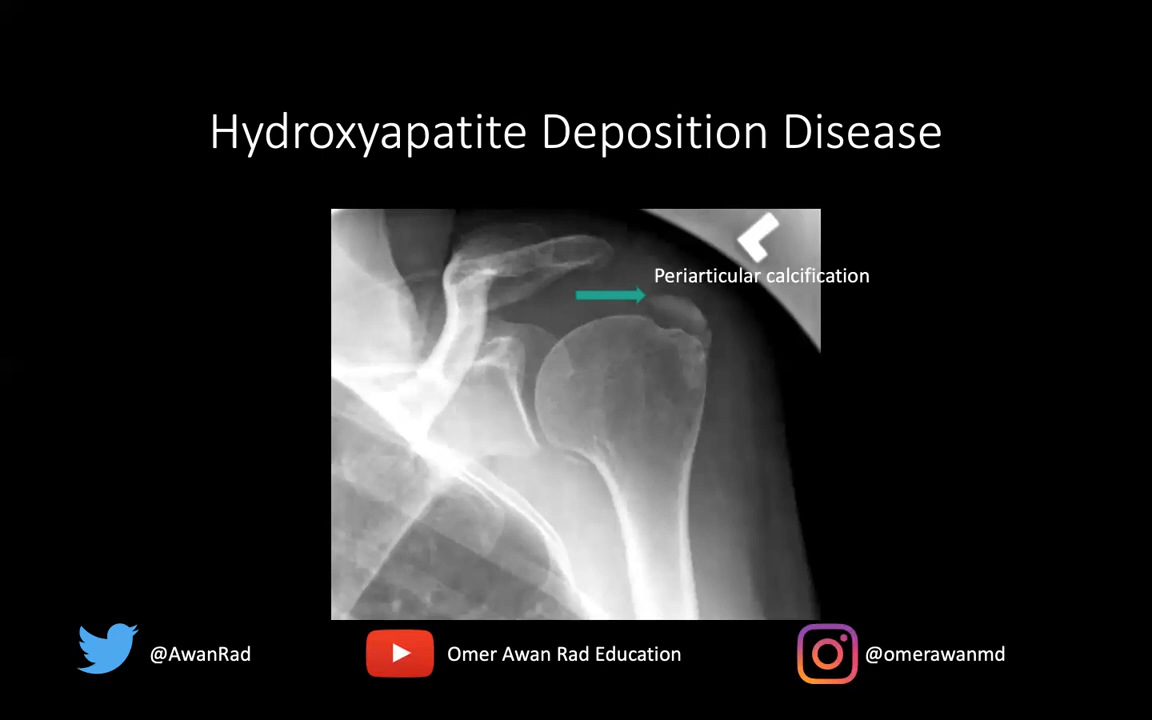 Hydroxyapatite Deposition Disease
Periarticular calcification
@AwanRad
Omer Awan Rad Education
@omerawanmd